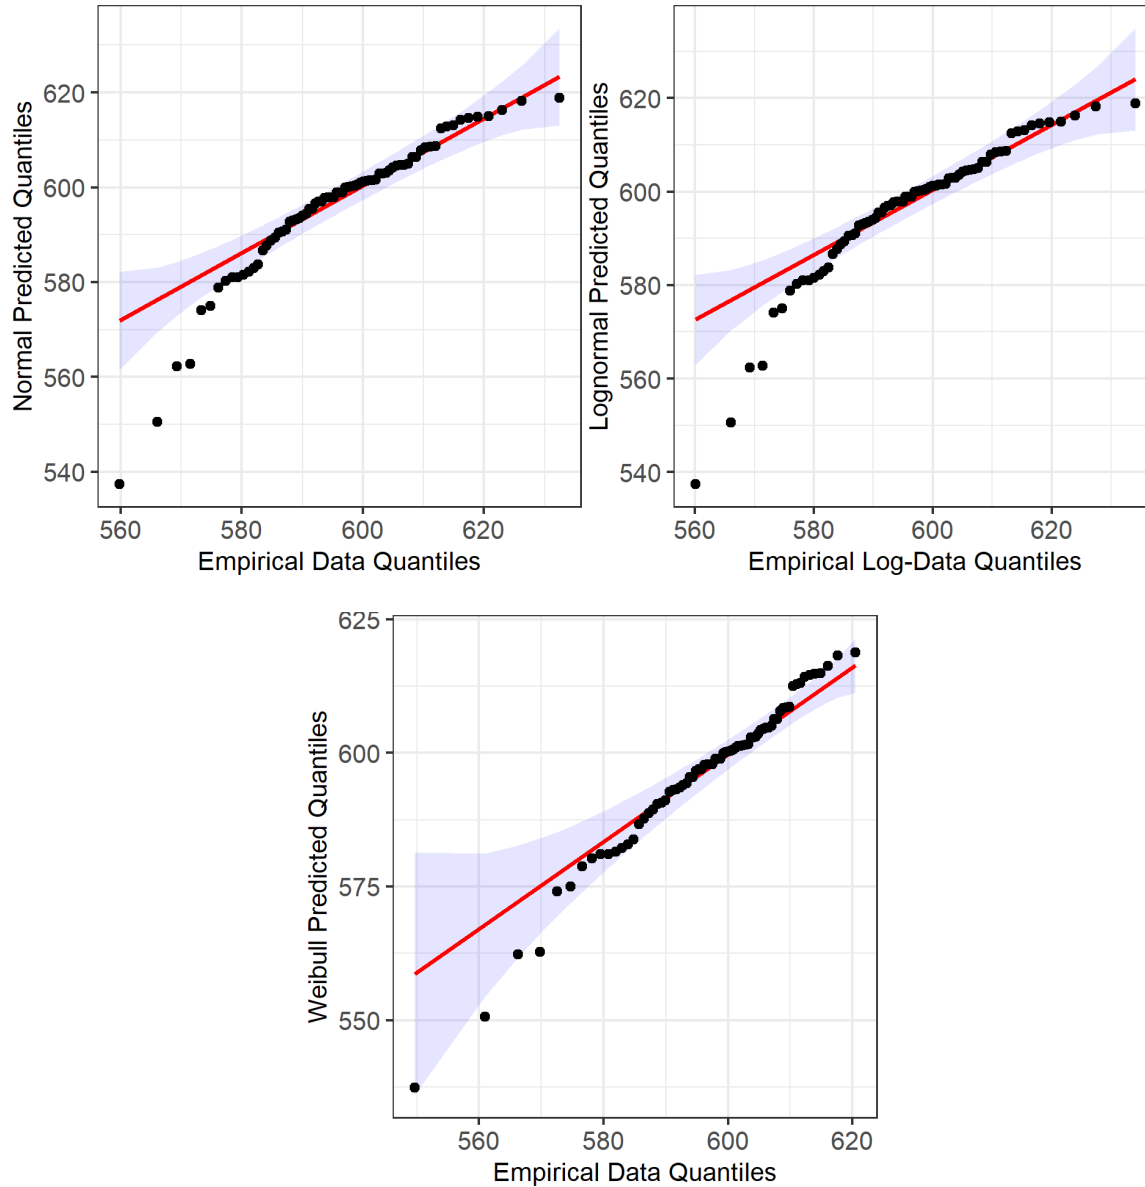 Normal Predicted Quantiles
620
600
580
560
540
560 580 600 620
Empirical Data Quantiles
Lognormal Predicted Quantiles
620
600
580
560
540
560 580 600 620
Empirical Log-Data Quantiles
Weibull Predicted Quantiles
625
600
575
550
560 580 600 620
Empirical Data Quantiles